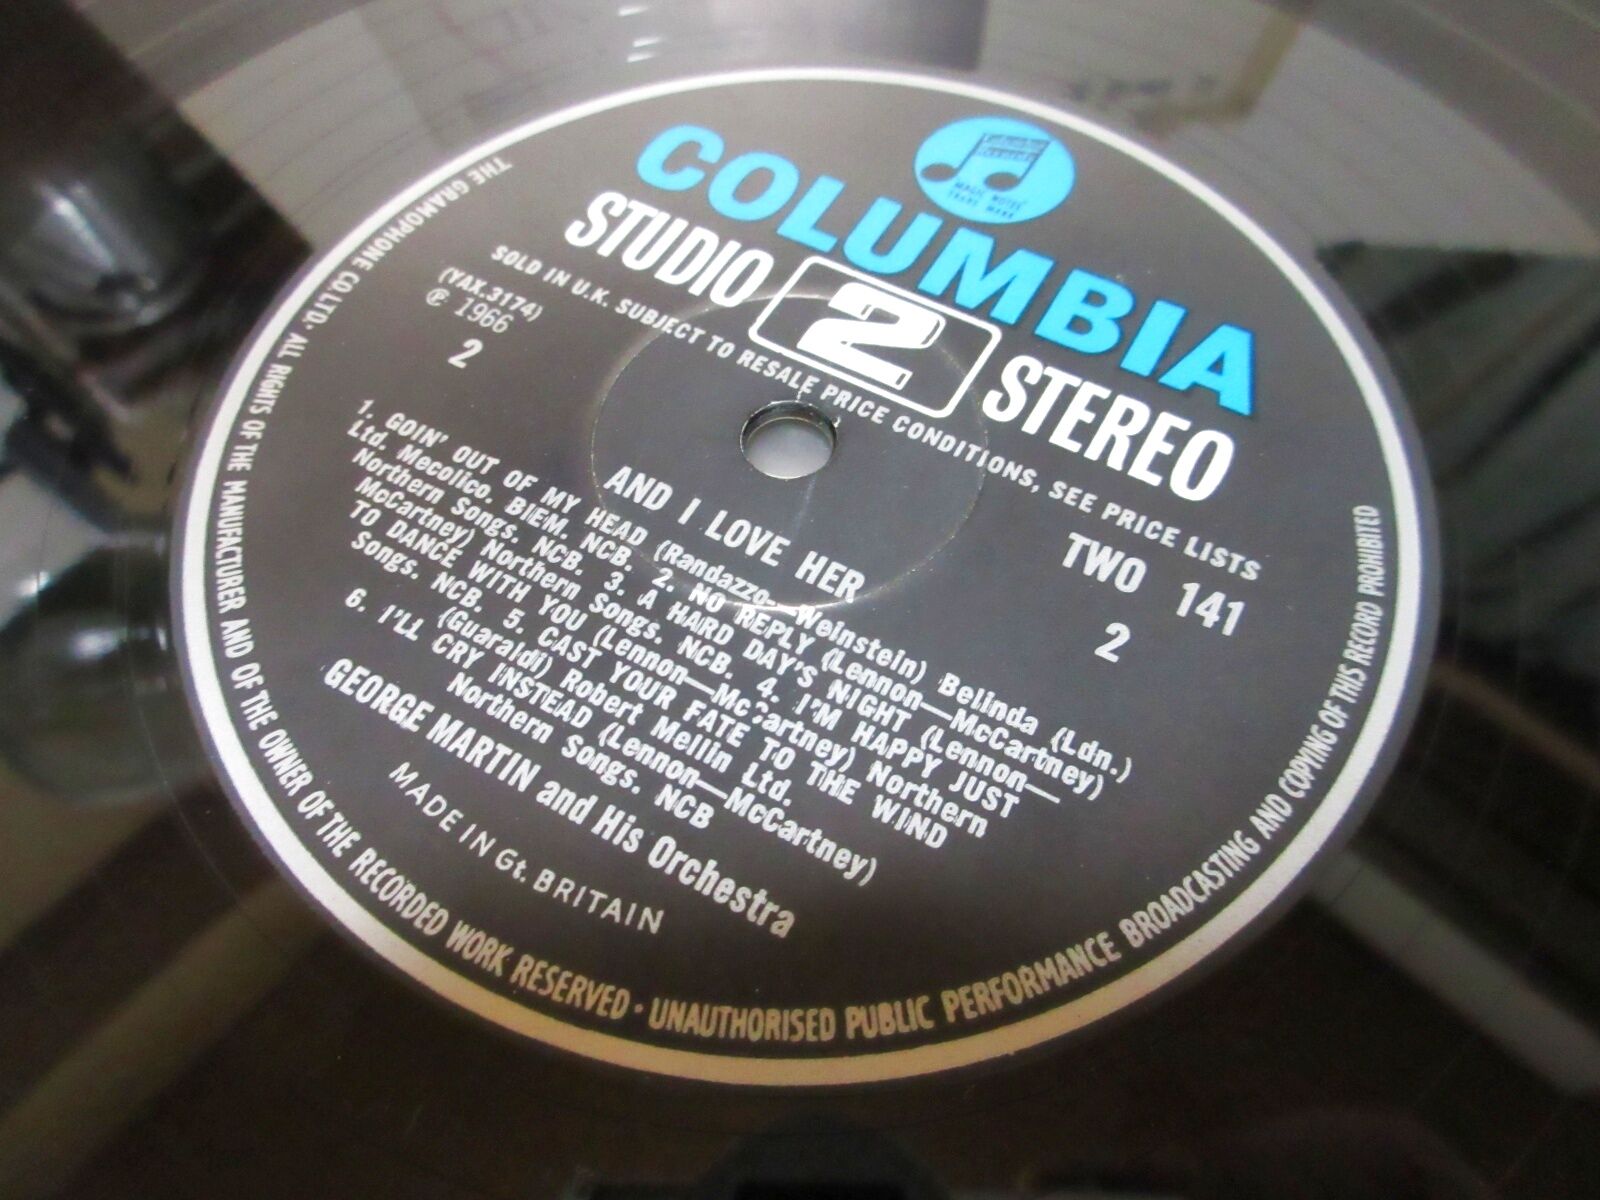 MAGIC NOTES
TRADE MARK
COLUMBIA
STUDIO 2 STEREO
SOLD IN U.K. SUBJECT TO RESALE PRICE CONDITIONS, SEE PRICE LISTS
(YAX.3174)
℗ 1966
2
TWO 141
2
AND I LOVE HER
1. GOIN' OUT OF MY HEAD (Randazzo—Weinstein) Belinda (Ldn.)
Ltd. Mecolico. BIEM. NCB. 2. NO REPLY (Lennon—McCartney)
Northern Songs. NCB. 3. A HARD DAY'S NIGHT (Lennon—
McCartney) Northern Songs. NCB. 4. I'M HAPPY JUST
TO DANCE WITH YOU (Lennon—McCartney) Northern
Songs. NCB. 5. CAST YOUR FATE TO THE WIND
(Guaraldi) Robert Mellin Ltd.
6. I'LL CRY INSTEAD (Lennon—McCartney)
Northern Songs. NCB
GEORGE MARTIN and His Orchestra
MADE IN Gt. BRITAIN
THE GRAMOPHONE CO. LTD. ALL RIGHTS OF THE MANUFACTURER AND OF THE OWNER OF THE RECORDED WORK RESERVED · UNAUTHORISED PUBLIC PERFORMANCE BROADCASTING AND COPYING OF THIS RECORD PROHIBITED